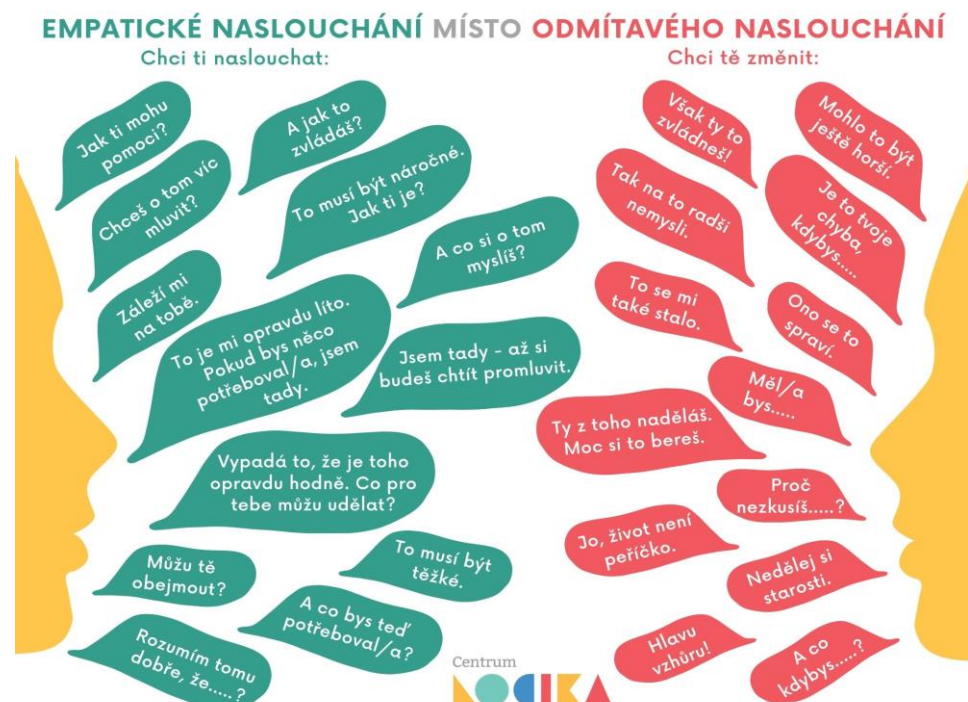 EMPATICKÉ NASLOUCHÁNÍ MÍSTO ODMÍTAVÉHO NASLOUCHÁNÍ
Chci ti naslouchat:
Jak ti mohu
pomoci?
A jak to
zvládáš?
Chceš o tom víc
mluvit?
To musí být náročné.
Jak ti je?
A co si o tom
myslíš?
Záleží mi
na tobě.
To je mi opravdu líto.
Pokud bys něco
potřeboval/a, jsem
tady.
Jsem tady - až si
budeš chtít promluvit.
Vypadá to, že je toho
opravdu hodně. Co pro
tebe můžu udělat?
Můžu tě
obejmout?
To musí být
těžké.
A co bys teď
potřeboval/a?
Rozumím tomu
dobře, že.....?
Chci tě změnit:
Však ty to
zvládneš!
Mohlo to být
ještě horší.
Tak na to radši
nemysli.
Je to tvoje
chyba,
kdybys.....
To se mi
také stalo.
Ono se to
spraví.
Měl/a
bys.....
Ty z toho naděláš.
Moc si to bereš.
Proč
nezkusíš.....?
Jo, život není
peříčko.
Nedělej si
starosti.
Hlavu
vzhůru!
A co
kdybys.....?
Centrum
LOCIKA